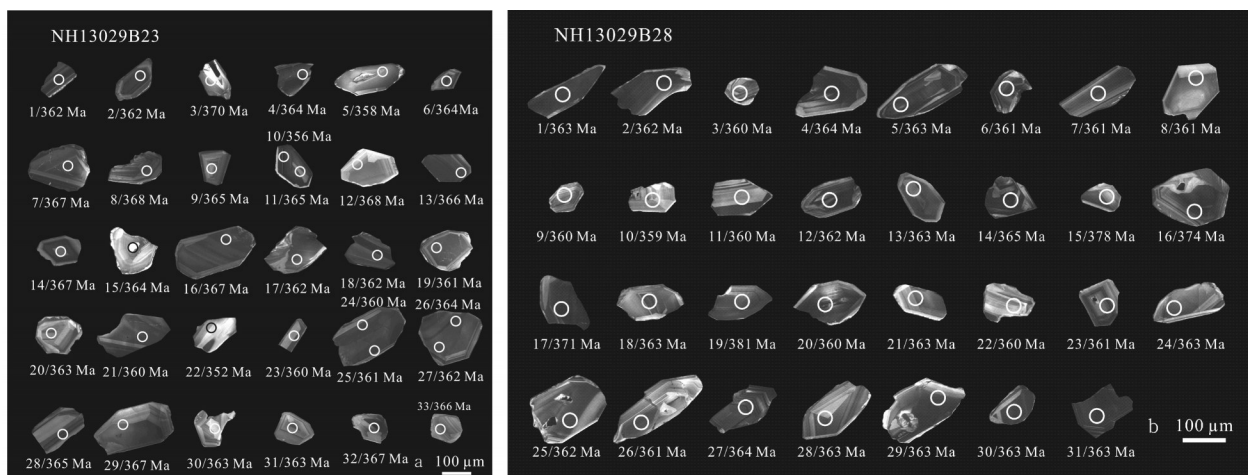 NH13029B23
1/362 Ma 2/362 Ma 3/370 Ma 4/364 Ma 5/358 Ma 6/364 Ma
10/356 Ma
7/367 Ma 8/368 Ma 9/365 Ma 11/365 Ma 12/368 Ma 13/366 Ma
14/367 Ma 15/364 Ma 16/367 Ma 17/362 Ma 18/362 Ma 19/361 Ma
24/360 Ma 26/364 Ma
20/363 Ma 21/360 Ma 22/352 Ma 23/360 Ma 25/361 Ma 27/362 Ma
33/366 Ma
28/365 Ma 29/367 Ma 30/363 Ma 31/363 Ma 32/367 Ma a 100 µm
NH13029B28
1/363 Ma 2/362 Ma 3/360 Ma 4/364 Ma 5/363 Ma 6/361 Ma 7/361 Ma 8/361 Ma
9/360 Ma 10/359 Ma 11/360 Ma 12/362 Ma 13/363 Ma 14/365 Ma 15/378 Ma 16/374 Ma
17/371 Ma 18/363 Ma 19/381 Ma 20/360 Ma 21/363 Ma 22/360 Ma 23/361 Ma 24/363 Ma
25/362 Ma 26/361 Ma 27/364 Ma 28/363 Ma 29/363 Ma 30/363 Ma 31/363 Ma b 100 µm